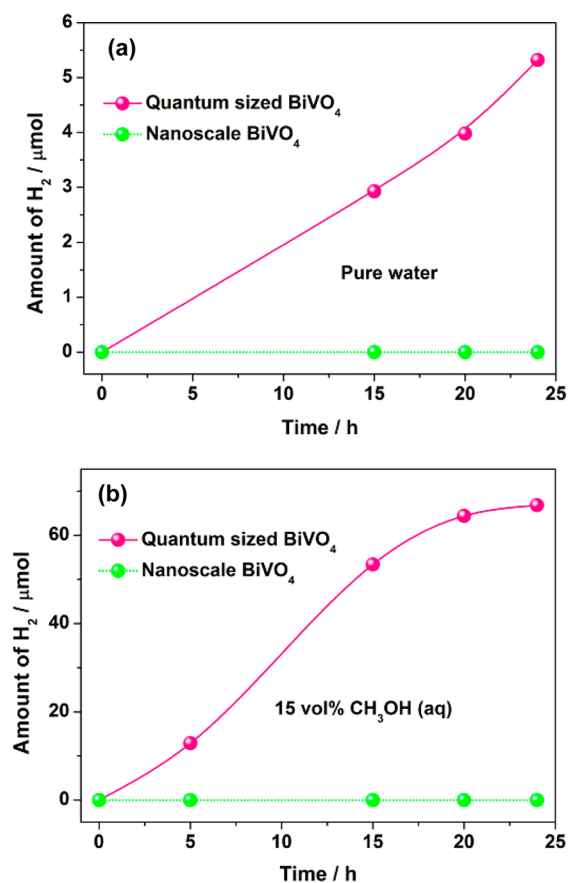 (a)
Quantum sized BiVO₄
Nanoscale BiVO₄
Pure water
Amount of H₂ / μmol
6
5
4
3
2
1
0
0 5 10 15 20 25
Time / h
(b)
Quantum sized BiVO₄
Nanoscale BiVO₄
15 vol% CH₃OH (aq)
Amount of H₂ / μmol
60
40
20
0
0 5 10 15 20 25
Time / h